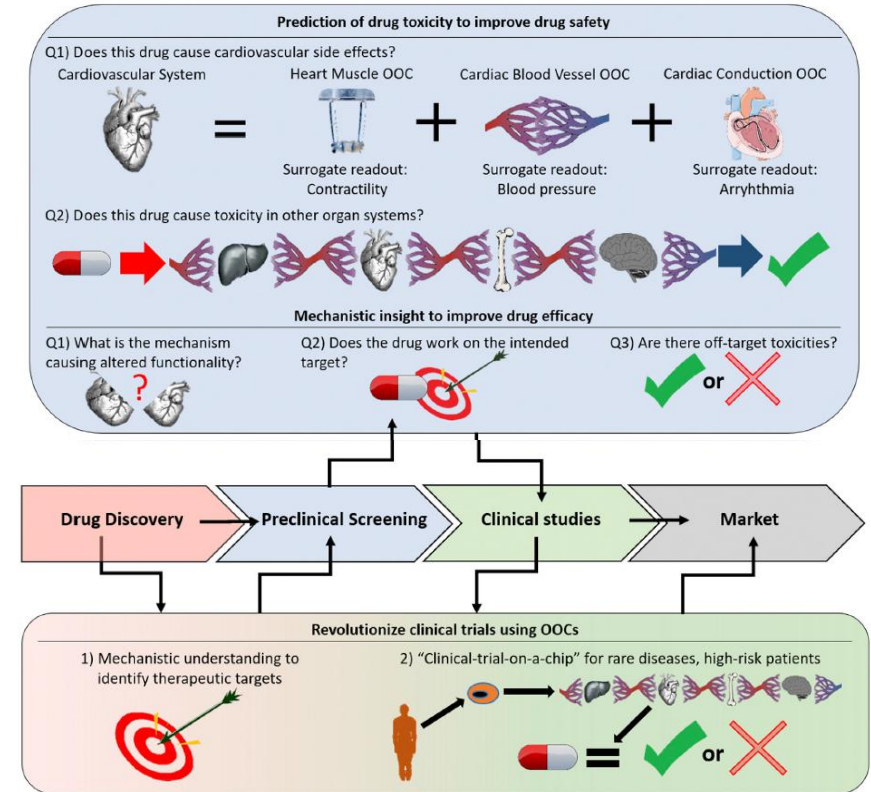 Prediction of drug toxicity to improve drug safety
Q1) Does this drug cause cardiovascular side effects?
Cardiovascular System
Heart Muscle OOC
Cardiac Blood Vessel OOC
Cardiac Conduction OOC
=
+
+
Surrogate readout:
Contractility
Surrogate readout:
Blood pressure
Surrogate readout:
Arryhthmia
Q2) Does this drug cause toxicity in other organ systems?
Mechanistic insight to improve drug efficacy
Q1) What is the mechanism
causing altered functionality?
?
Q2) Does the drug work on the intended
target?
Q3) Are there off-target toxicities?
or
Drug Discovery
Preclinical Screening
Clinical studies
Market
Revolutionize clinical trials using OOCs
1) Mechanistic understanding to
identify therapeutic targets
2) “Clinical-trial-on-a-chip” for rare diseases, high-risk patients
=
or